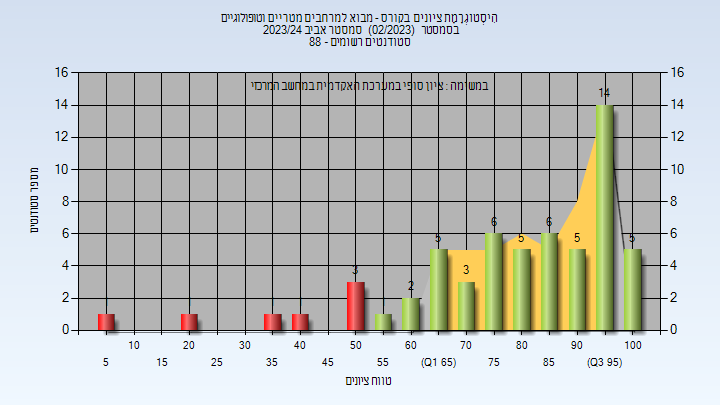 היסטוגרמת ציונים בקורס - מבוא למרחבים מטריים וטופולוגיים
בסמסטר (02/2023) סמסטר אביב 2023/24
סטודנטים רשומים - 88
במשימה : ציון סופי במערכת האקדמית במחשב המרכזי
מספר סטודנטים
16 14 12 10 8 6 4 2 0
16 14 12 10 8 6 4 2 0
3 2 5 3 6 5 6 5 14 5
10 20 30 40 50 60 70 80 90 100
5 15 25 35 45 55 (Q1 65) 75 85 (Q3 95)
טווח ציונים